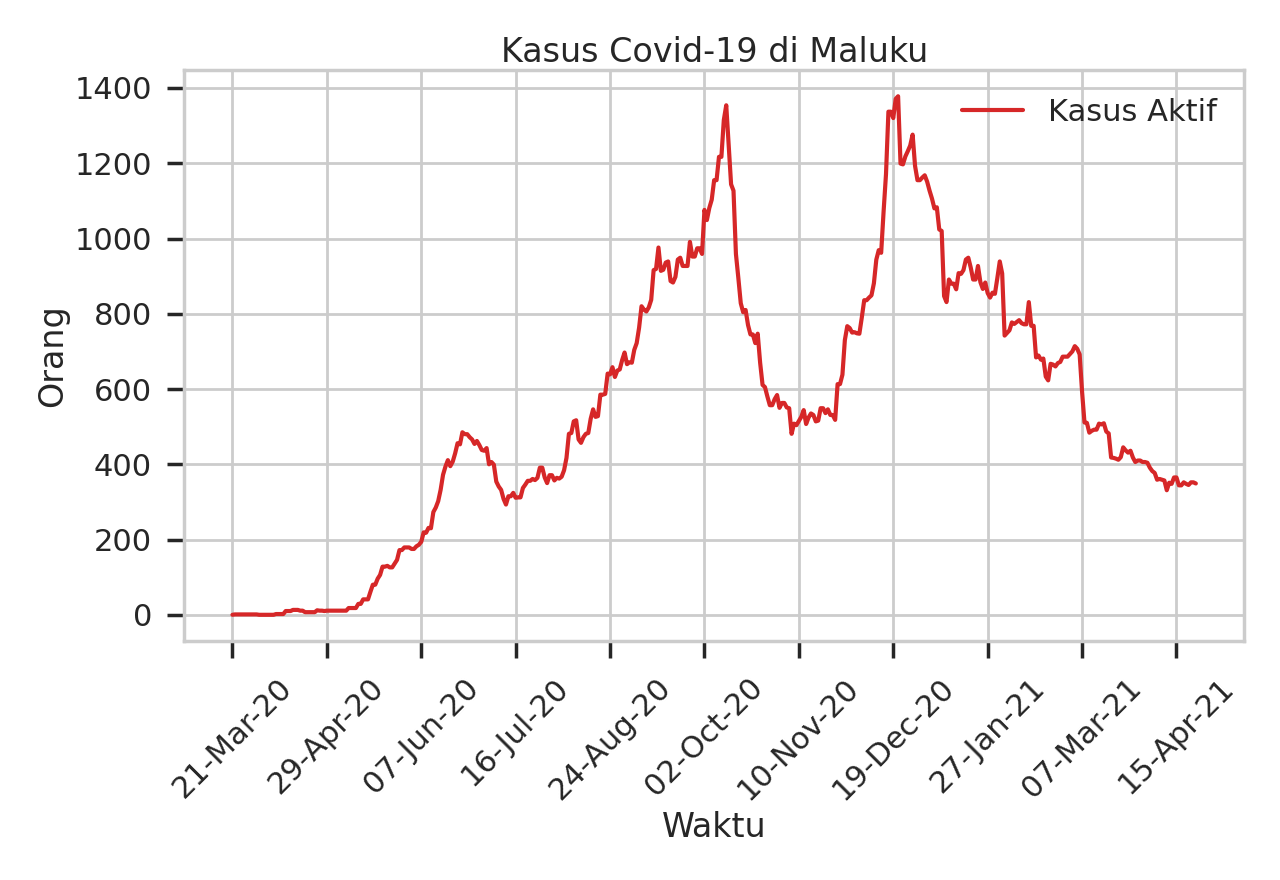 Kasus Covid-19 di Maluku
Kasus Aktif
Orang
1400
1200
1000
800
600
400
200
0
21-Mar-20
29-Apr-20
07-Jun-20
16-Jul-20
24-Aug-20
02-Oct-20
10-Nov-20
19-Dec-20
27-Jan-21
07-Mar-21
15-Apr-21
Waktu